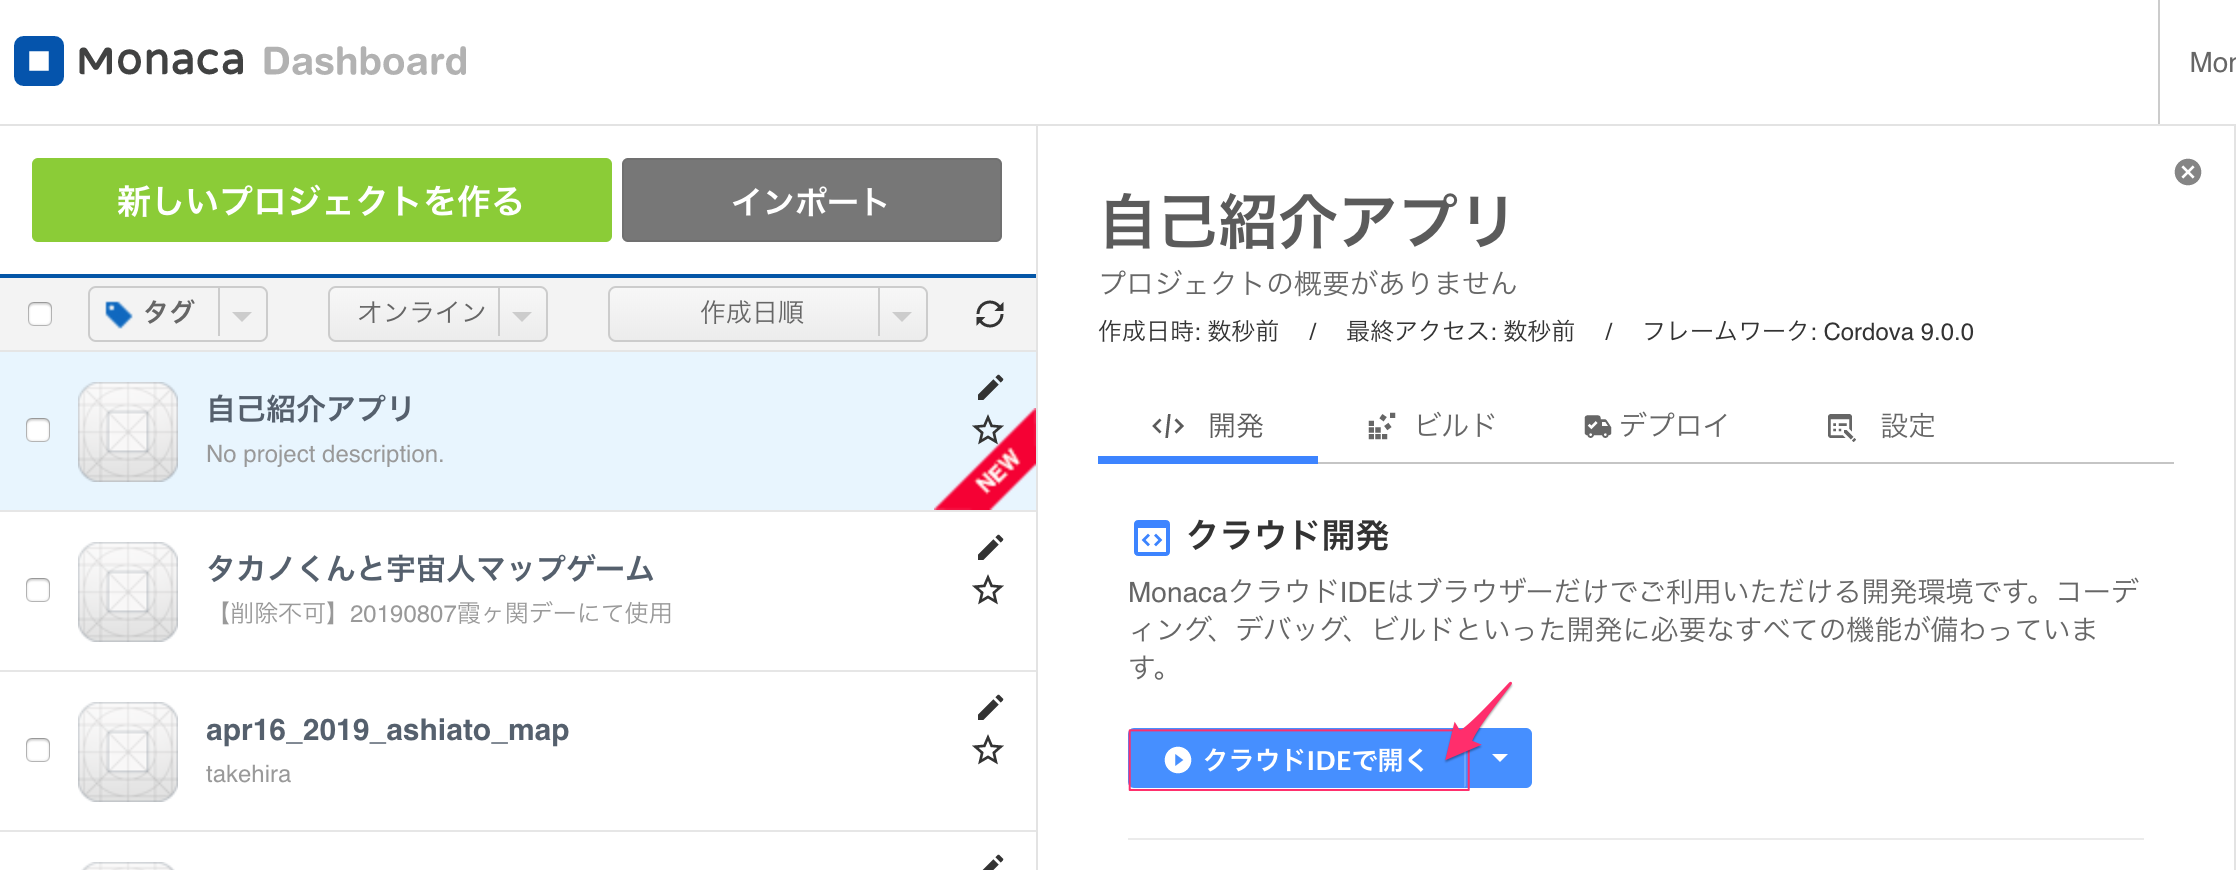 Monaca Dashboard
Mon
新しいプロジェクトを作る
インポート
タグ
オンライン
作成日順
自己紹介アプリ
No project description.
NEW
タカノくんと宇宙人マップゲーム
【削除不可】20190807霞ヶ関デーにて使用
apr16_2019_ashiato_map
takehira
自己紹介アプリ
プロジェクトの概要がありません
作成日時: 数秒前 / 最終アクセス: 数秒前 / フレームワーク: Cordova 9.0.0
開発
ビルド
デプロイ
設定
クラウド開発
MonacaクラウドIDEはブラウザーだけでご利用いただける開発環境です。コーデ
ィング、デバッグ、ビルドといった開発に必要なすべての機能が備わっていま
す。
クラウドIDEで開く